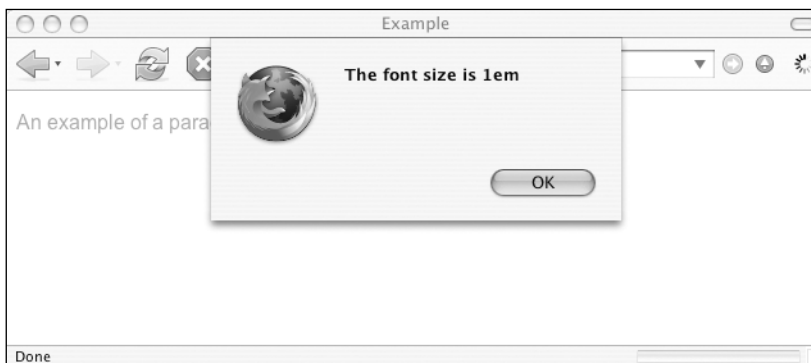 Example
The font size is 1em
An example of a para
OK
Done